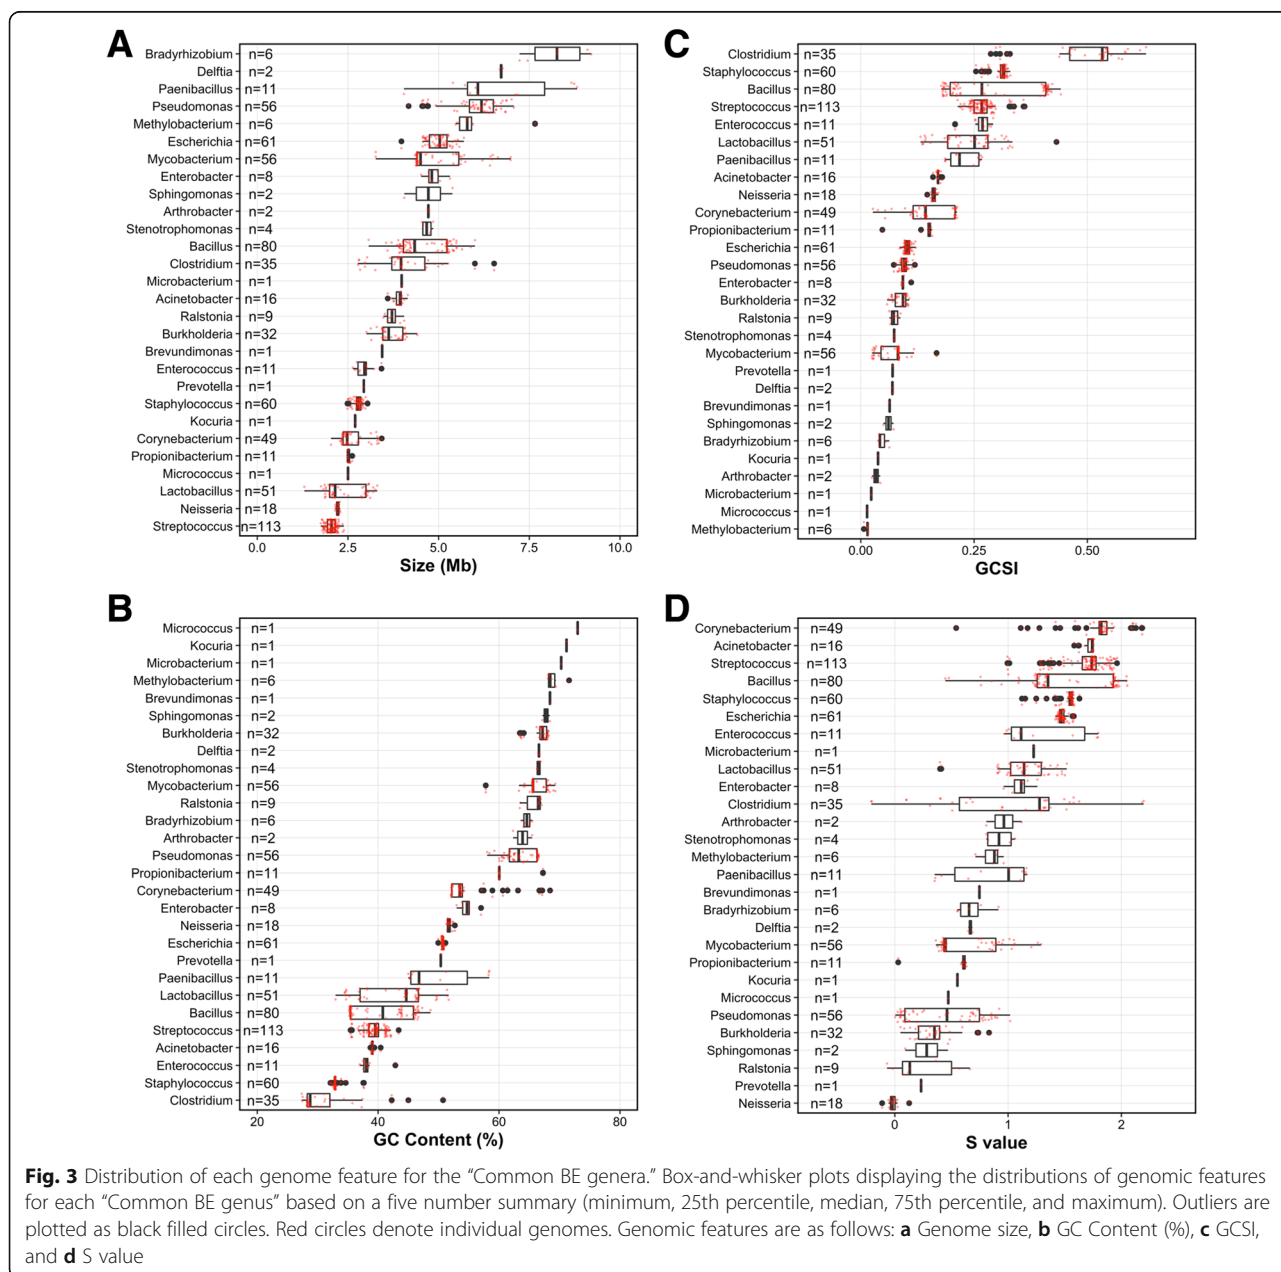 A
Bradyrhizobium n=6
Delftia n=2
Paenibacillus n=11
Pseudomonas n=56
Methylobacterium n=6
Escherichia n=61
Mycobacterium n=56
Enterobacter n=8
Sphingomonas n=2
Arthrobacter n=2
Stenotrophomonas n=4
Bacillus n=80
Clostridium n=35
Microbacterium n=1
Acinetobacter n=16
Ralstonia n=9
Burkholderia n=32
Brevundimonas n=1
Enterococcus n=11
Prevotella n=1
Staphylococcus n=60
Kocuria n=1
Corynebacterium n=49
Propionibacterium n=11
Micrococcus n=1
Lactobacillus n=51
Neisseria n=18
Streptococcus n=113
0.0 2.5 5.0 7.5 10.0
Size (Mb)
C
Clostridium n=35
Staphylococcus n=60
Bacillus n=80
Streptococcus n=113
Enterococcus n=11
Lactobacillus n=51
Paenibacillus n=11
Acinetobacter n=16
Neisseria n=18
Corynebacterium n=49
Propionibacterium n=11
Escherichia n=61
Pseudomonas n=56
Enterobacter n=8
Burkholderia n=32
Ralstonia n=9
Stenotrophomonas n=4
Mycobacterium n=56
Prevotella n=1
Delftia n=2
Brevundimonas n=1
Sphingomonas n=2
Bradyrhizobium n=6
Kocuria n=1
Arthrobacter n=2
Microbacterium n=1
Micrococcus n=1
Methylobacterium n=6
0.00 0.25 0.50
GCSI
B
Micrococcus n=1
Kocuria n=1
Microbacterium n=1
Methylobacterium n=6
Brevundimonas n=1
Sphingomonas n=2
Burkholderia n=32
Delftia n=2
Stenotrophomonas n=4
Mycobacterium n=56
Ralstonia n=9
Bradyrhizobium n=6
Arthrobacter n=2
Pseudomonas n=56
Propionibacterium n=11
Corynebacterium n=49
Enterobacter n=8
Neisseria n=18
Escherichia n=61
Prevotella n=1
Paenibacillus n=11
Lactobacillus n=51
Bacillus n=80
Streptococcus n=113
Acinetobacter n=16
Enterococcus n=11
Staphylococcus n=60
Clostridium n=35
20 40 60 80
GC Content (%)
D
Corynebacterium n=49
Acinetobacter n=16
Streptococcus n=113
Bacillus n=80
Staphylococcus n=60
Escherichia n=61
Enterococcus n=11
Microbacterium n=1
Lactobacillus n=51
Enterobacter n=8
Clostridium n=35
Arthrobacter n=2
Stenotrophomonas n=4
Methylobacterium n=6
Paenibacillus n=11
Brevundimonas n=1
Bradyrhizobium n=6
Delftia n=2
Mycobacterium n=56
Propionibacterium n=11
Kocuria n=1
Micrococcus n=1
Pseudomonas n=56
Burkholderia n=32
Sphingomonas n=2
Ralstonia n=9
Prevotella n=1
Neisseria n=18
0 1 2
S value
Fig. 3 Distribution of each genome feature for the “Common BE genera.” Box-and-whisker plots displaying the distributions of genomic features
for each “Common BE genus” based on a five number summary (minimum, 25th percentile, median, 75th percentile, and maximum). Outliers are
plotted as black filled circles. Red circles denote individual genomes. Genomic features are as follows: a Genome size, b GC Content (%), c GCSI,
and d S value